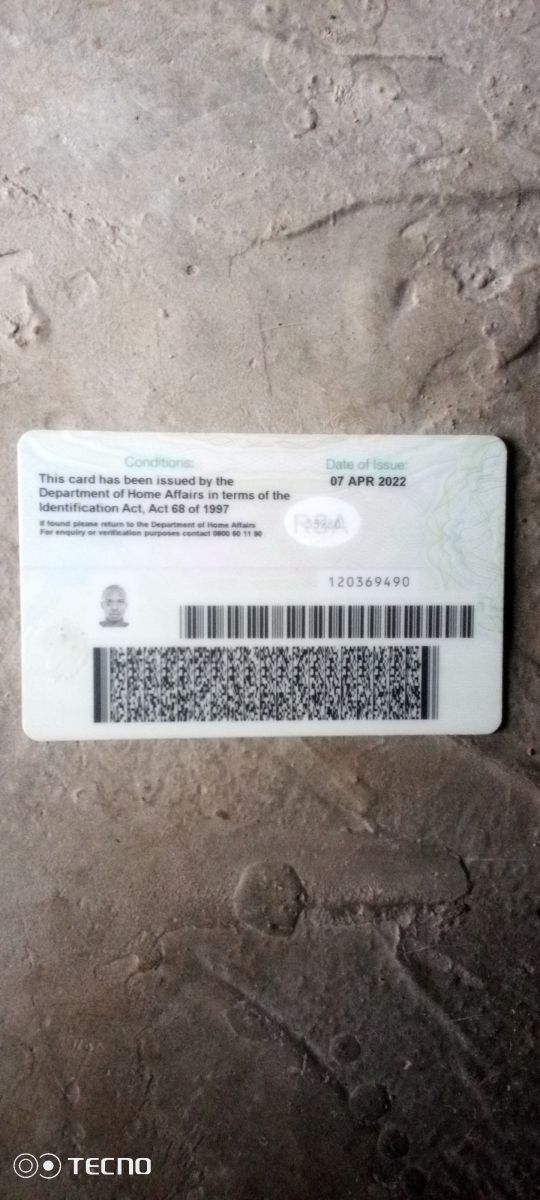 Conditions:
This card has been issued by the
Department of Home Affairs in terms of the
Identification Act, Act 68 of 1997
If found please return to the Department of Home Affairs
For enquiry or verification purposes contact 0800 60 11 90
Date of Issue:
07 APR 2022
RSA
120369490
TECNO